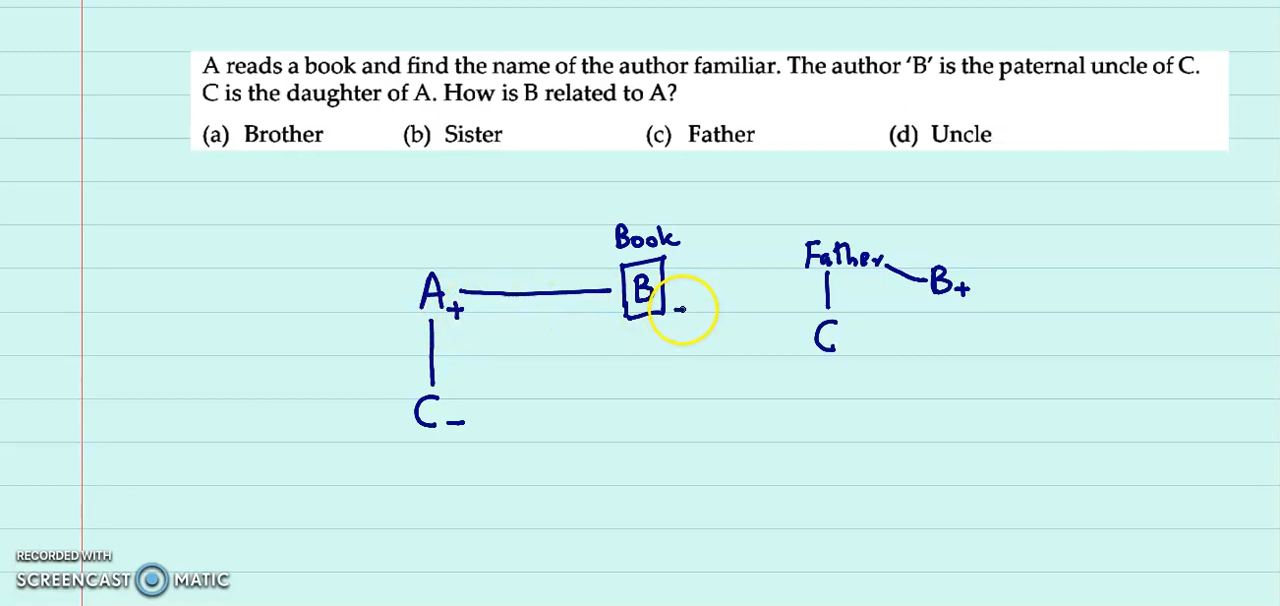 A reads a book and find the name of the author familiar. The author ‘B’ is the paternal uncle of C.
C is the daughter of A. How is B related to A?
(a) Brother (b) Sister (c) Father (d) Uncle
Book
Father
A+ B - B+
C
C -
RECORDED WITH
SCREENCAST MATIC